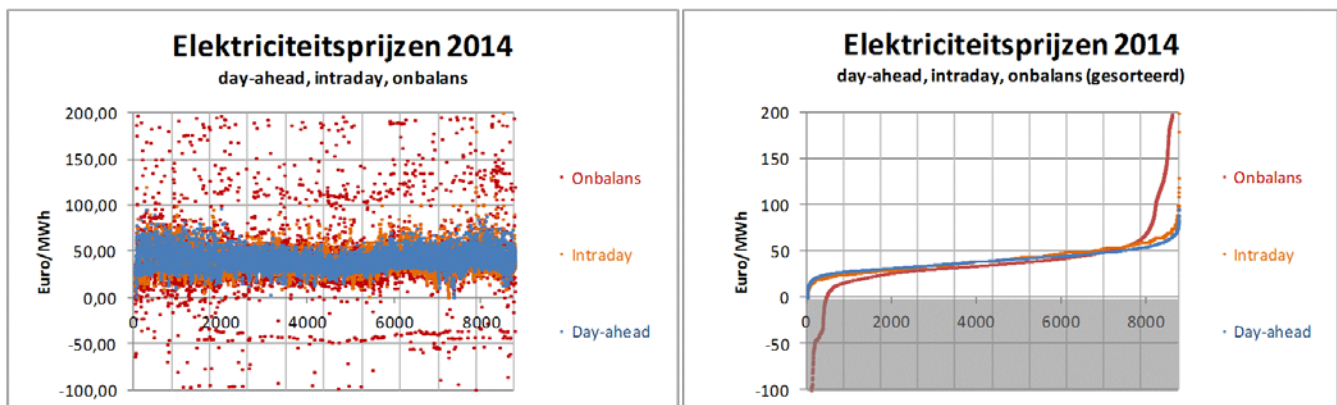 Elektriciteitsprijzen 2014
day-ahead, intraday, onbalans
Euro/MWh
200,00
150,00
100,00
50,00
0,00
-50,00
-100,00
0
2000
4000
6000
8000
Onbalans
Intraday
Day-ahead
Elektriciteitsprijzen 2014
day-ahead, intraday, onbalans (gesorteerd)
Euro/MWh
200
150
100
50
0
-50
-100
0
2000
4000
6000
8000
Onbalans
Intraday
Day-ahead